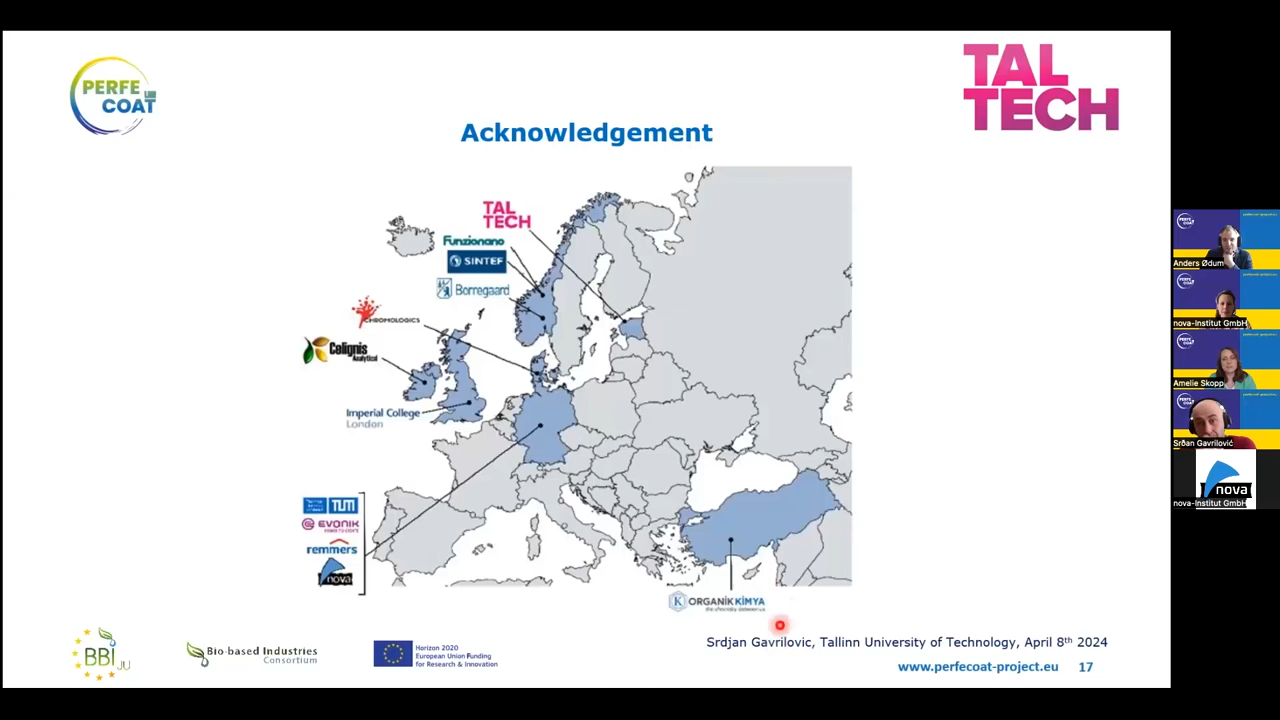 PERFE
COAT
TAL
TECH
Acknowledgement
TAL
TECH
Funzionano
SINTEF
Borregaard
CHROMOLOGICS
Celignis
Analytical
Imperial College
London
TUM
EVONIK
remmers
nova
K ORGANİK KİMYA
BBI JU
Bio-based Industries
Consortium
Horizon 2020
European Union Funding
for Research & Innovation
Srdjan Gavrilovic, Tallinn University of Technology, April 8th 2024
www.perfecoat-project.eu 17
Anders Ødum
nova-Institut GmbH
Amelie Skopp
Srđan Gavrilović
nova
nova-Institut GmbH